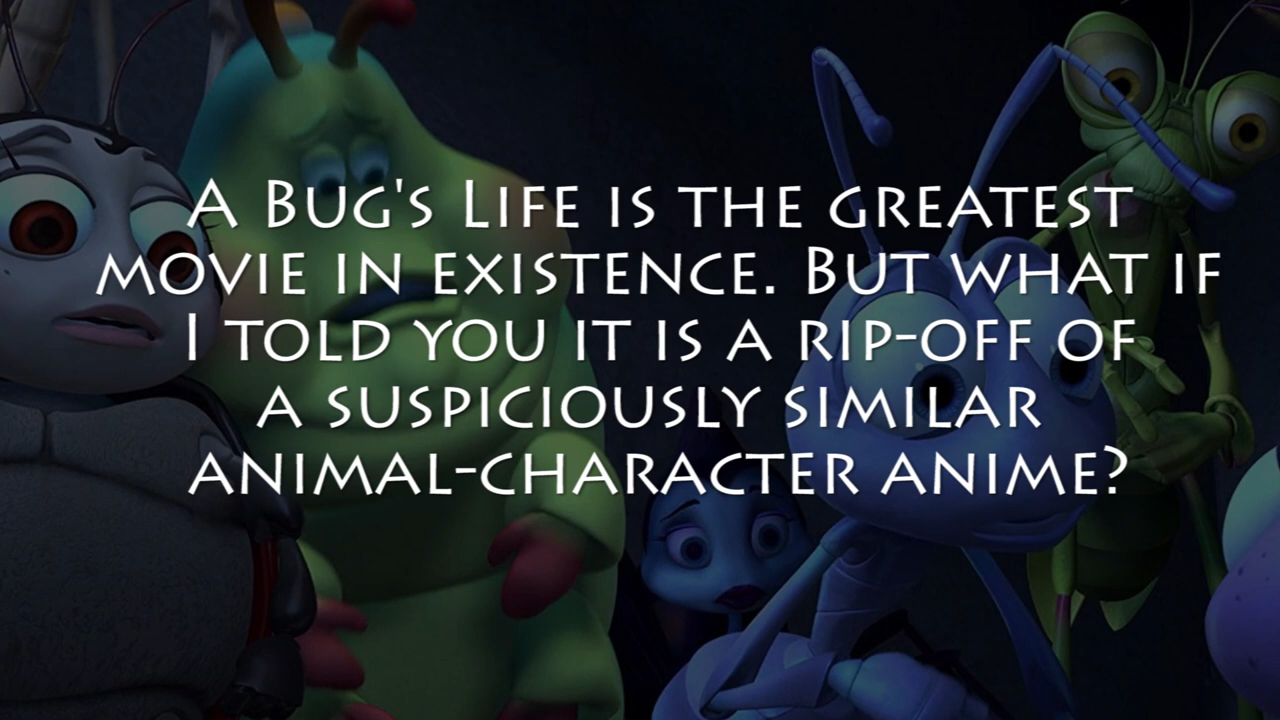 A Bug's Life is the greatest
movie in existence. But what if
I told you it is a rip-off of
a suspiciously similar
animal-character anime?